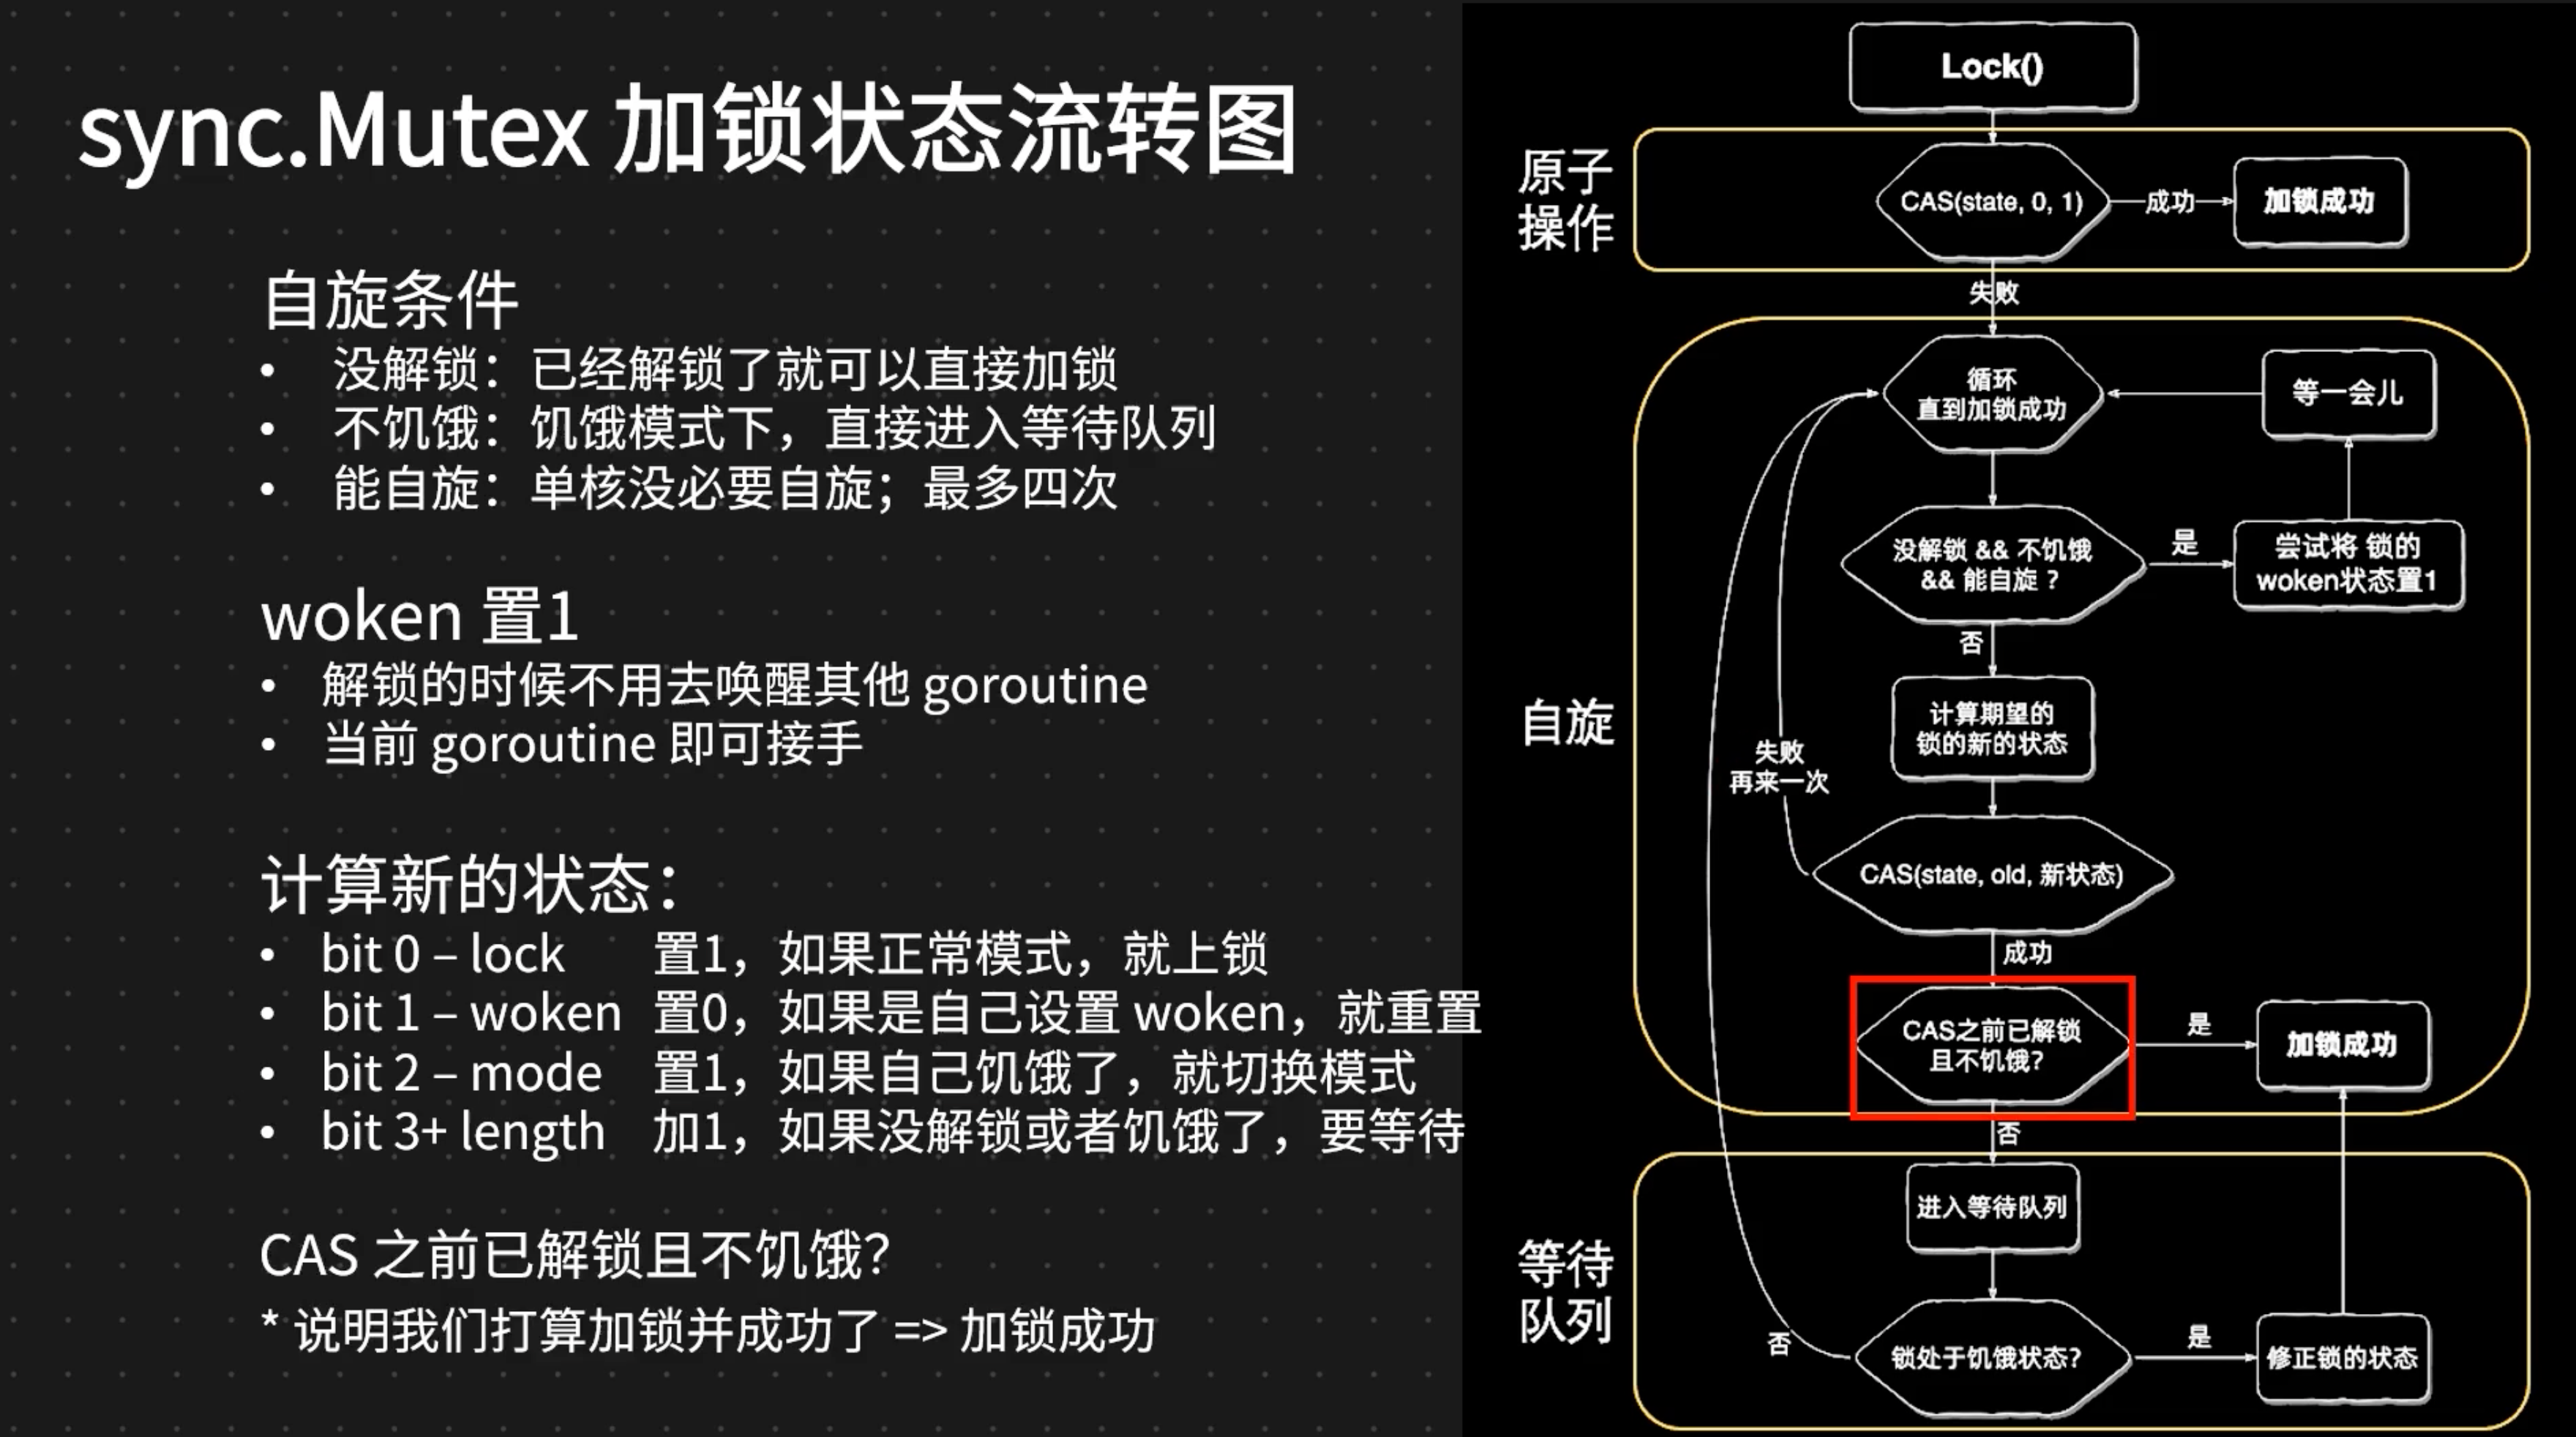 sync.Mutex 加锁状态流转图
自旋条件
• 没解锁：已经解锁了就可以直接加锁
• 不饥饿：饥饿模式下，直接进入等待队列
• 能自旋：单核没必要自旋；最多四次
woken 置1
• 解锁的时候不用去唤醒其他 goroutine
• 当前 goroutine 即可接手
计算新的状态：
• bit 0 – lock 置1，如果正常模式，就上锁
• bit 1 – woken 置0，如果是自己设置 woken，就重置
• bit 2 – mode 置1，如果自己饥饿了，就切换模式
• bit 3+ length 加1，如果没解锁或者饥饿了，要等待
CAS 之前已解锁且不饥饿？
* 说明我们打算加锁并成功了 => 加锁成功
Lock()
原子
操作
CAS(state, 0, 1)
成功
加锁成功
失败
自旋
循环
直到加锁成功
等一会儿
没解锁 && 不饥饿
&& 能自旋 ?
是
尝试将 锁的
woken状态置1
否
计算期望的
锁的新的状态
失败
再来一次
CAS(state, old, 新状态)
成功
CAS之前已解锁
且不饥饿?
是
加锁成功
否
等待
队列
进入等待队列
锁处于饥饿状态?
否
是
修正锁的状态